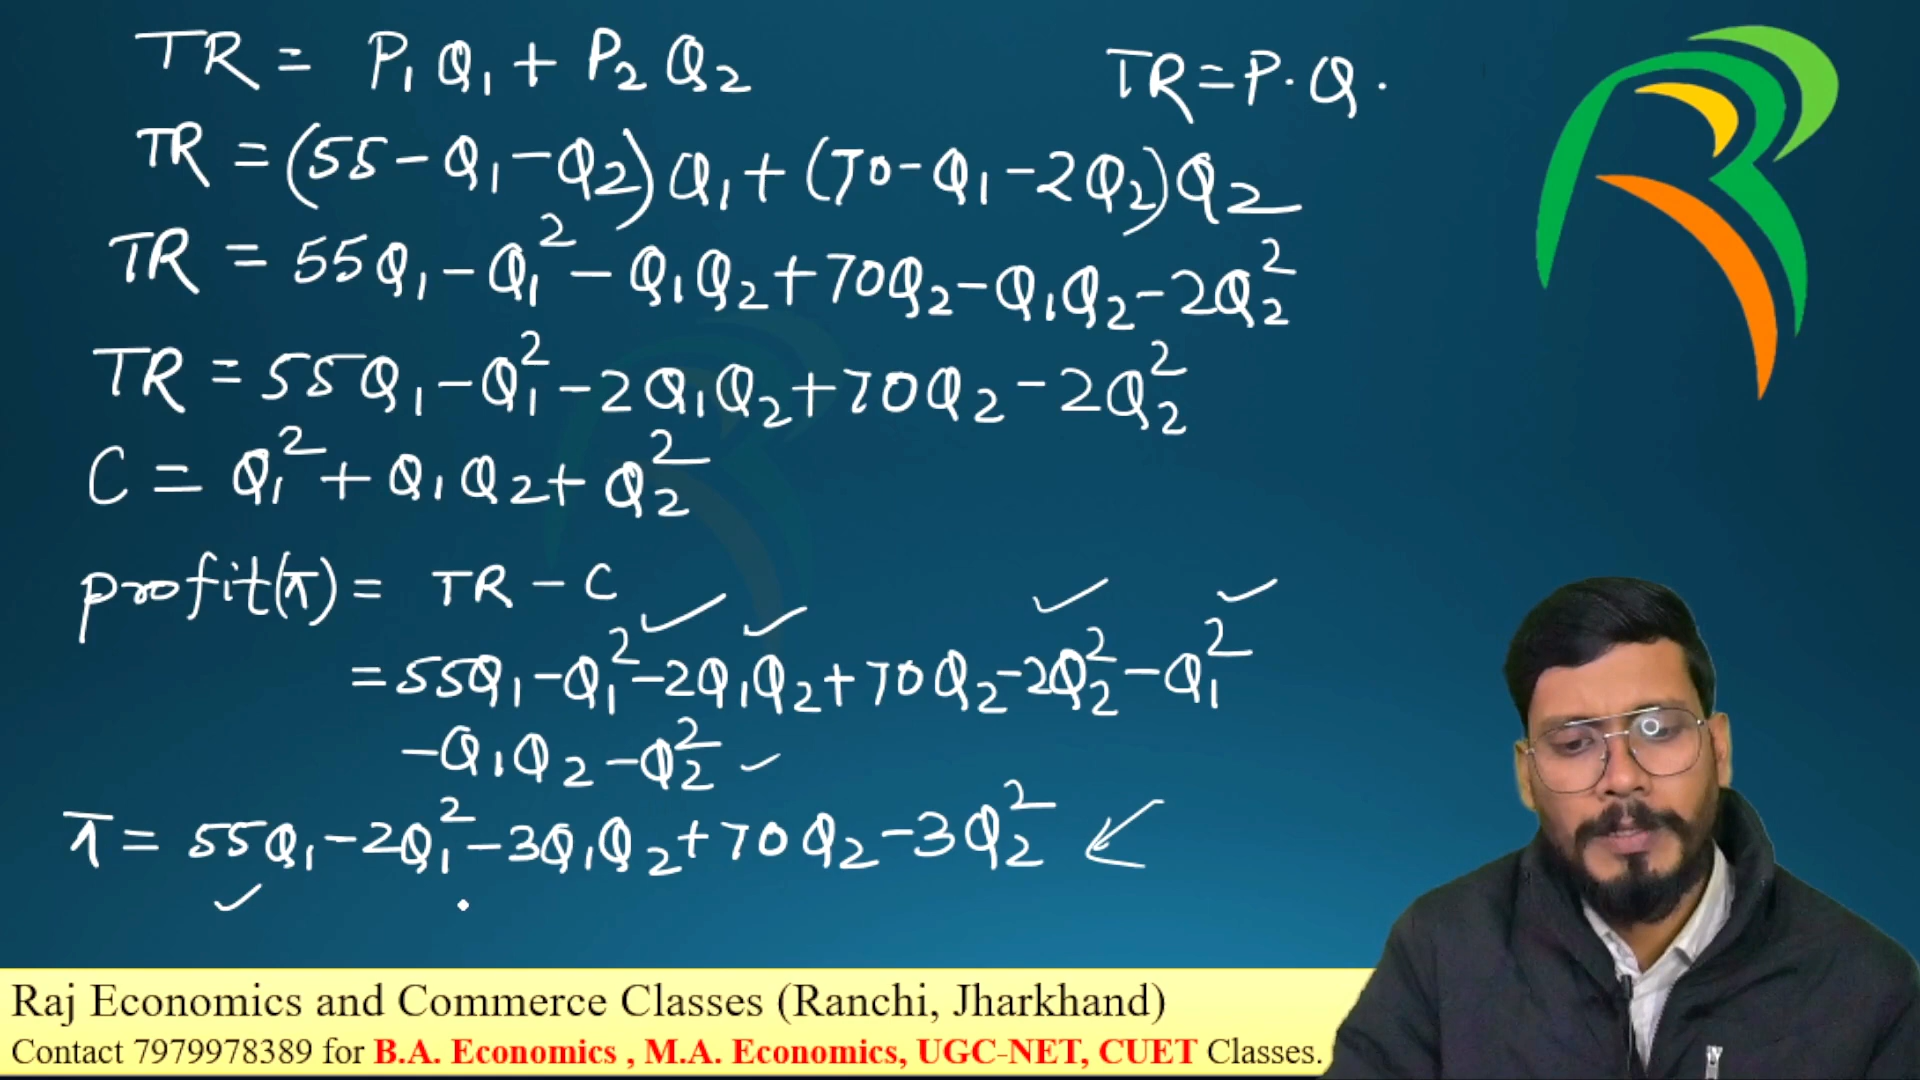 TR = P₁Q₁ + P₂Q₂
TR = P·Q.
TR = (55 - Q₁ - Q₂)Q₁ + (70 - Q₁ - 2Q₂)Q₂
TR = 55Q₁ - Q₁² - Q₁Q₂ + 70Q₂ - Q₁Q₂ - 2Q₂²
TR = 55Q₁ - Q₁² - 2Q₁Q₂ + 70Q₂ - 2Q₂²
C = Q₁² + Q₁Q₂ + Q₂²
profit(π) = TR - C
= 55Q₁ - Q₁² - 2Q₁Q₂ + 70Q₂ - 2Q₂² - Q₁²
- Q₁Q₂ - Q₂²
π = 55Q₁ - 2Q₁² - 3Q₁Q₂ + 70Q₂ - 3Q₂²
Raj Economics and Commerce Classes (Ranchi, Jharkhand)
Contact 7979978389 for B.A. Economics , M.A. Economics, UGC-NET, CUET Classes.